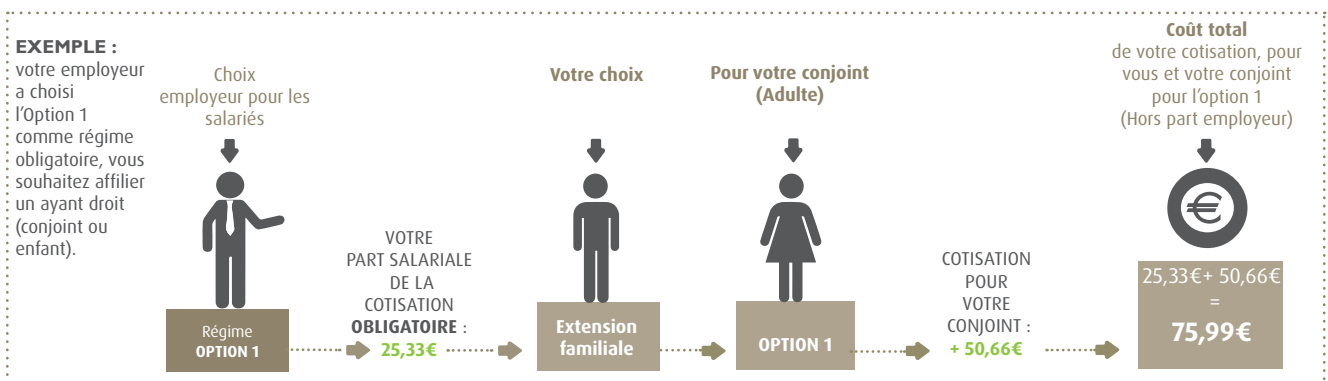 EXEMPLE :
votre employeur
a choisi
l'Option 1
comme régime
obligatoire, vous
souhaitez affilier
un ayant droit
(conjoint ou
enfant).
Choix
employeur pour les
salariés
Régime
OPTION 1
VOTRE
PART SALARIALE
DE LA
COTISATION
OBLIGATOIRE :
25,33€
Votre choix
Extension
familiale
Pour votre conjoint
(Adulte)
OPTION 1
COTISATION
POUR
VOTRE
CONJOINT :
+ 50,66€
Coût total
de votre cotisation, pour
vous et votre conjoint
pour l'option 1
(Hors part employeur)
€
25,33€+ 50,66€
=
75,99€